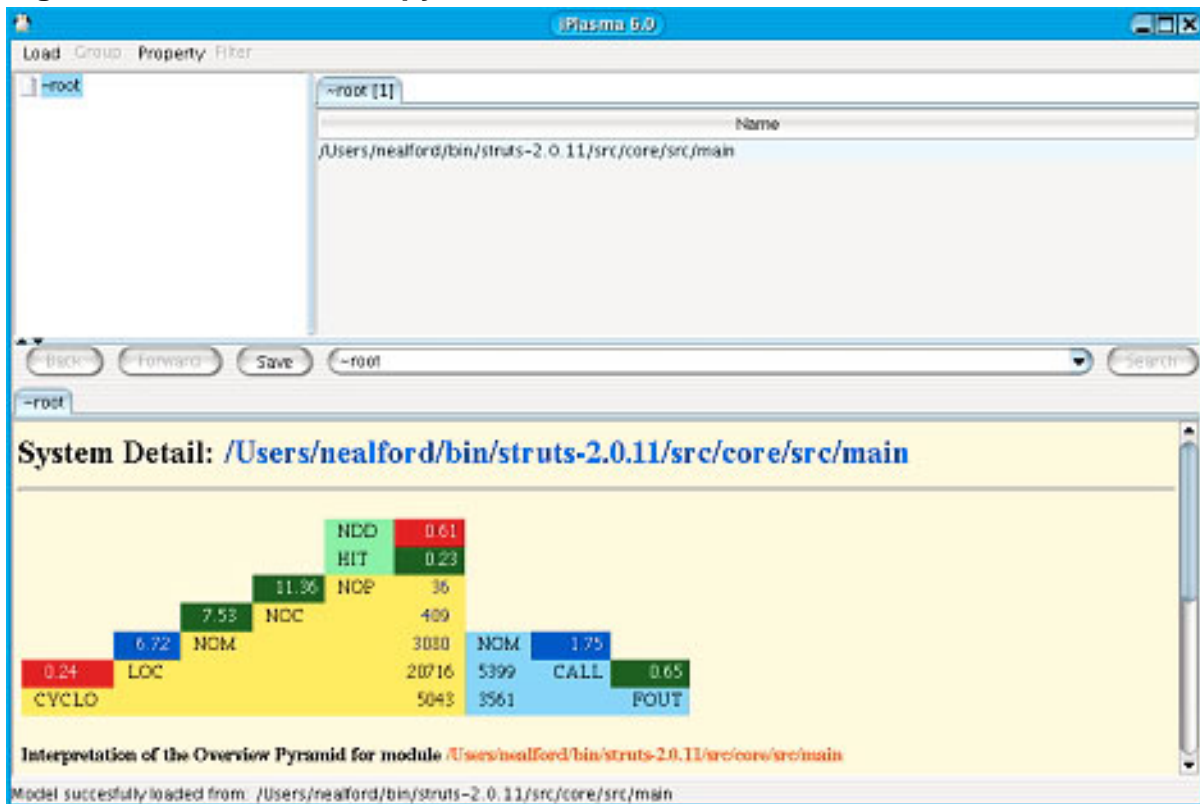 iPlasma 6.0
Load Group Property Filter
~root
~root [1]
Name
/Users/nealford/bin/struts-2.0.11/src/core/src/main
Back Forward Save ~root Search
~root
System Detail: /Users/nealford/bin/struts-2.0.11/src/core/src/main
NDD 0.61
HIT 0.23
11.36 NOP 36
7.53 NOC 409
6.72 NOM 3080 NOM 1.75
0.24 LOC 20716 5399 CALL 0.65
CYCLO 5043 3561 FOUT
Interpretation of the Overview Pyramid for module /Users/nealford/bin/struts-2.0.11/src/core/src/main
Model succesfully loaded from: /Users/nealford/bin/struts-2.0.11/src/core/src/main